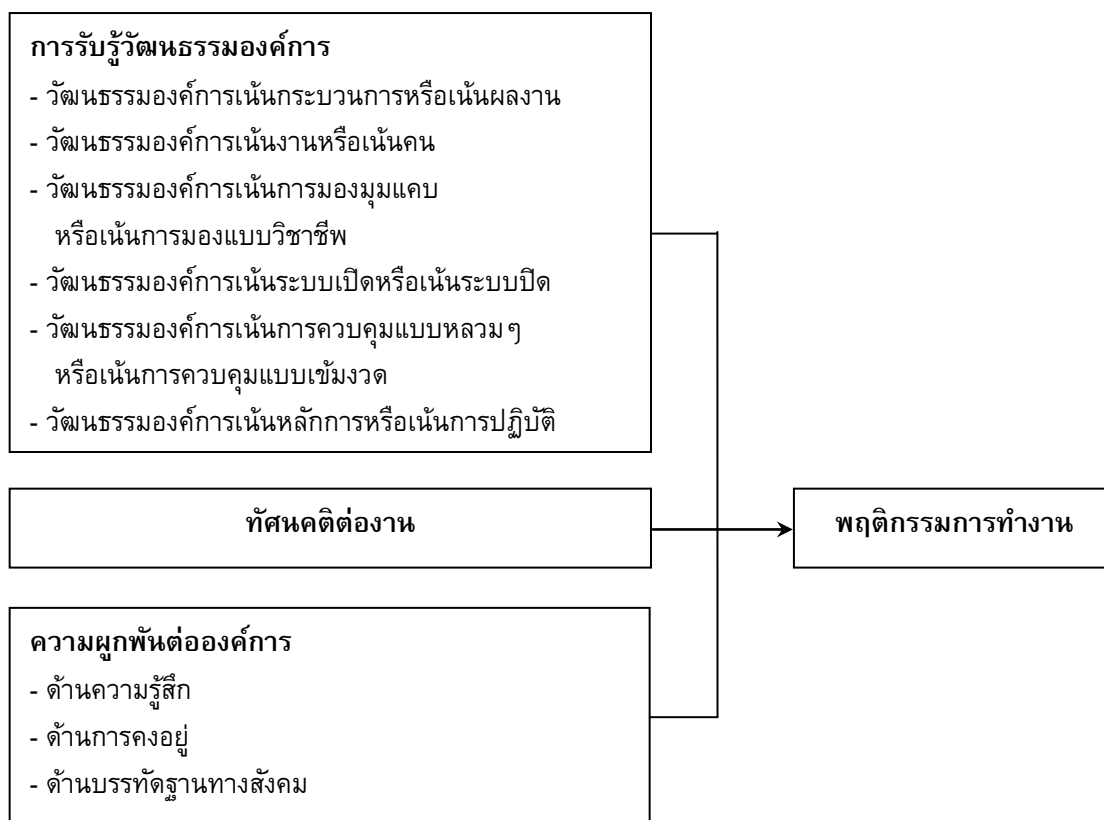 การรับรู้วัฒนธรรมองค์การ
- วัฒนธรรมองค์การเน้นกระบวนการหรือเน้นผลงาน
- วัฒนธรรมองค์การเน้นงานหรือเน้นคน
- วัฒนธรรมองค์การเน้นการมองมุมแคบ
หรือเน้นการมองแบบวิชาชีพ
- วัฒนธรรมองค์การเน้นระบบเปิดหรือเน้นระบบปิด
- วัฒนธรรมองค์การเน้นการควบคุมแบบหลวมๆ
หรือเน้นการควบคุมแบบเข้มงวด
- วัฒนธรรมองค์การเน้นหลักการหรือเน้นการปฏิบัติ
ทัศนคติต่องาน
พฤติกรรมการทำงาน
ความผูกพันต่อองค์การ
- ด้านความรู้สึก
- ด้านการคงอยู่
- ด้านบรรทัดฐานทางสังคม